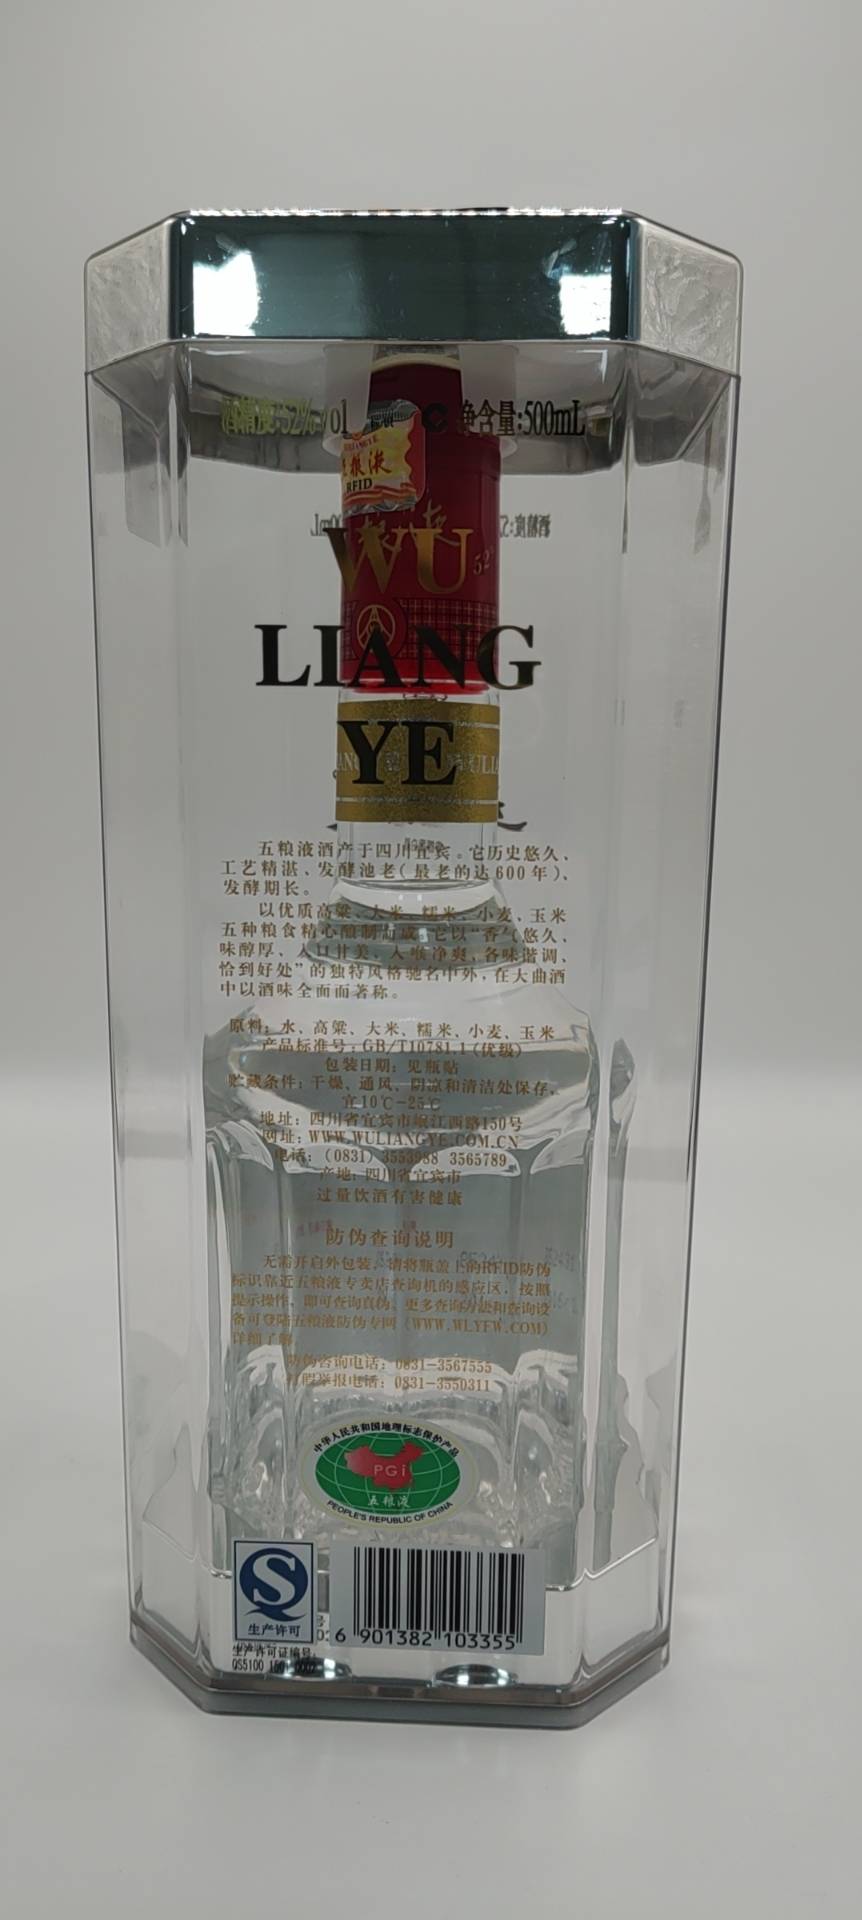 酒精度:52%vol
净含量:500mL
五粮液
RFID
WU
52%
LIANG
YE
五粮液酒产于四川宜宾。它历史悠久、
工艺精湛、发酵池老(最老的达600年)、
发酵期长。
以优质高粱、大米、糯米、小麦、玉米
五种粮食精心酿制而成。它以“香气悠久、
味醇厚、入口甘美、入喉净爽、各味谐调、
恰到好处”的独特风格驰名中外,在大曲酒
中以酒味全面而著称。
原料: 水、高粱、大米、糯米、小麦、玉米
产品标准号: GB/T10781.1(优级)
包装日期: 见瓶贴
贮藏条件: 干燥、通风、阴凉和清洁处保存,
宜10℃-25℃
地址: 四川省宜宾市岷江西路150号
网址: WWW.WULIANGYE.COM.CN
电话: (0831) 3553988 3565789
产地: 四川省宜宾市
过量饮酒有害健康
防伪查询说明
无需开启外包装, 请将瓶盖上的RFID防伪
标识靠近五粮液专卖店查询机的感应区, 按照
提示操作, 即可查询真伪。更多查询方法和查询设
备可登陆五粮液防伪专网 (WWW.WLYFW.COM)
详细了解。
防伪咨询电话: 0831-3567555
打假举报电话: 0831-3550311
中华人民共和国地理标志保护产品
PGi
五粮液
PEOPLE'S REPUBLIC OF CHINA
生产许可
6 901382 103355
生产许可证编号:
QS5100 1501 0002